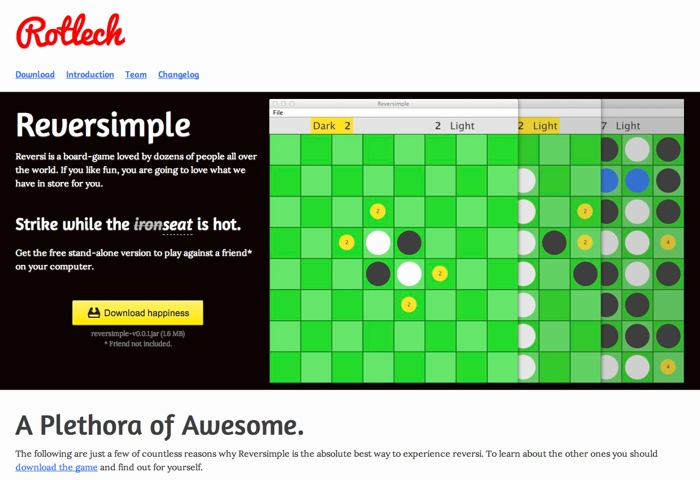 Rotlech
Download Introduction Team Changelog
Reversimple
Reversi is a board-game loved by dozens of people all over
the world. If you like fun, you are going to love what we
have in store for you.
Strike while the ironseat is hot.
Get the free stand-alone version to play against a friend*
on your computer.
Download happiness
reversimple-v0.0.1.jar (1.6 MB)
* Friend not included.
Reversimple
File
Dark 2 2 Light 2 Light 7 Light
2
2
2
4
2
2
2
4
A Plethora of Awesome.
The following are just a few of countless reasons why Reversimple is the absolute best way to experience reversi. To learn about the other ones you should
download the game and find out for yourself.